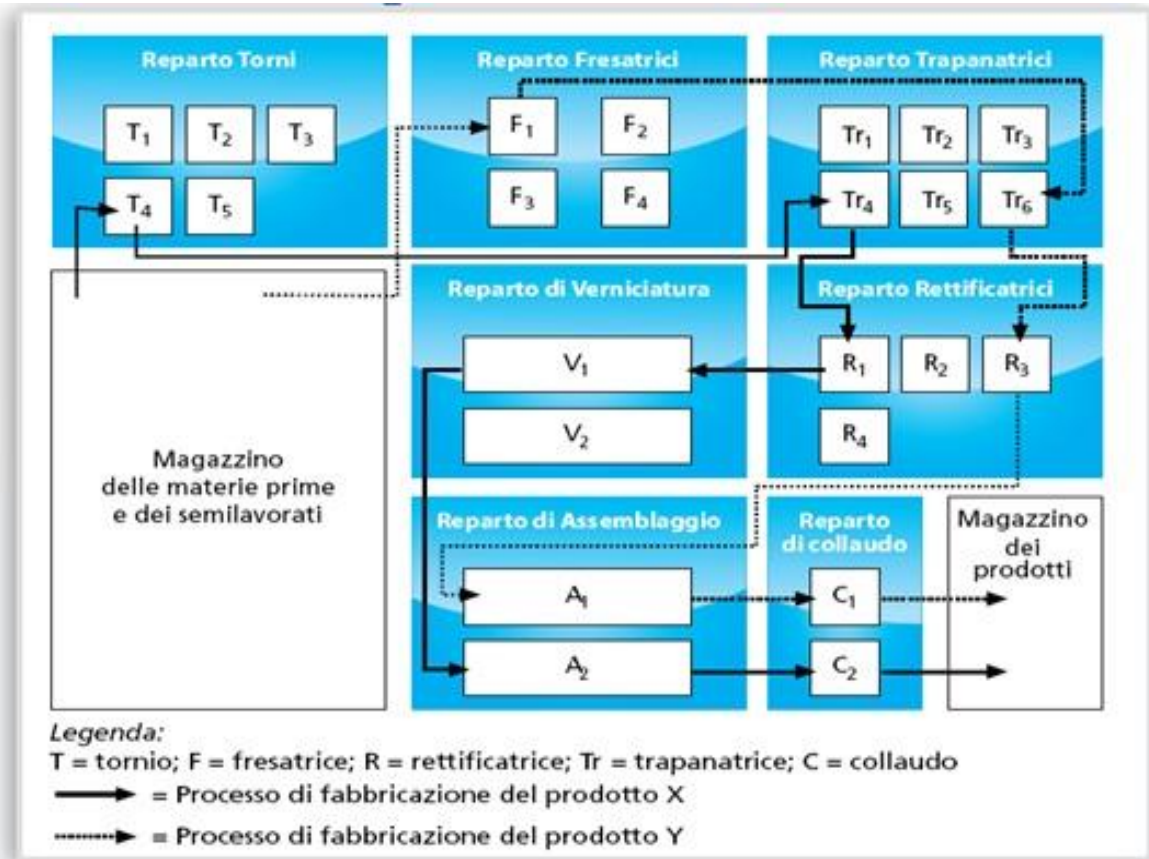 Reparto Torni
T₁ T₂ T₃
T₄ T₅
Reparto Fresatrici
F₁ F₂
F₃ F₄
Reparto Trapanatrici
Tr₁ Tr₂ Tr₃
Tr₄ Tr₅ Tr₆
Magazzino
delle materie prime
e dei semilavorati
Reparto di Verniciatura
V₁
V₂
Reparto Rettificatrici
R₁ R₂ R₃
R₄
Reparto di Assemblaggio
A₁
A₂
Reparto
di collaudo
C₁
C₂
Magazzino
dei
prodotti
Legenda:
T = tornio; F = fresatrice; R = rettificatrice; Tr = trapanatrice; C = collaudo
= Processo di fabbricazione del prodotto X
= Processo di fabbricazione del prodotto Y